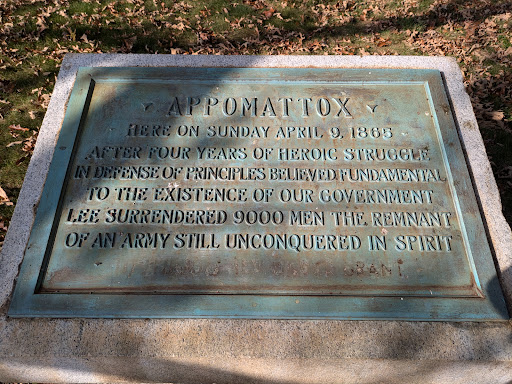 APPOMATTOX
HERE ON SUNDAY APRIL 9, 1865
AFTER FOUR YEARS OF HEROIC STRUGGLE
IN DEFENSE OF PRINCIPLES BELIEVED FUNDAMENTAL
TO THE EXISTENCE OF OUR GOVERNMENT
LEE SURRENDERED 9000 MEN THE REMNANT
OF AN ARMY STILL UNCONQUERED IN SPIRIT